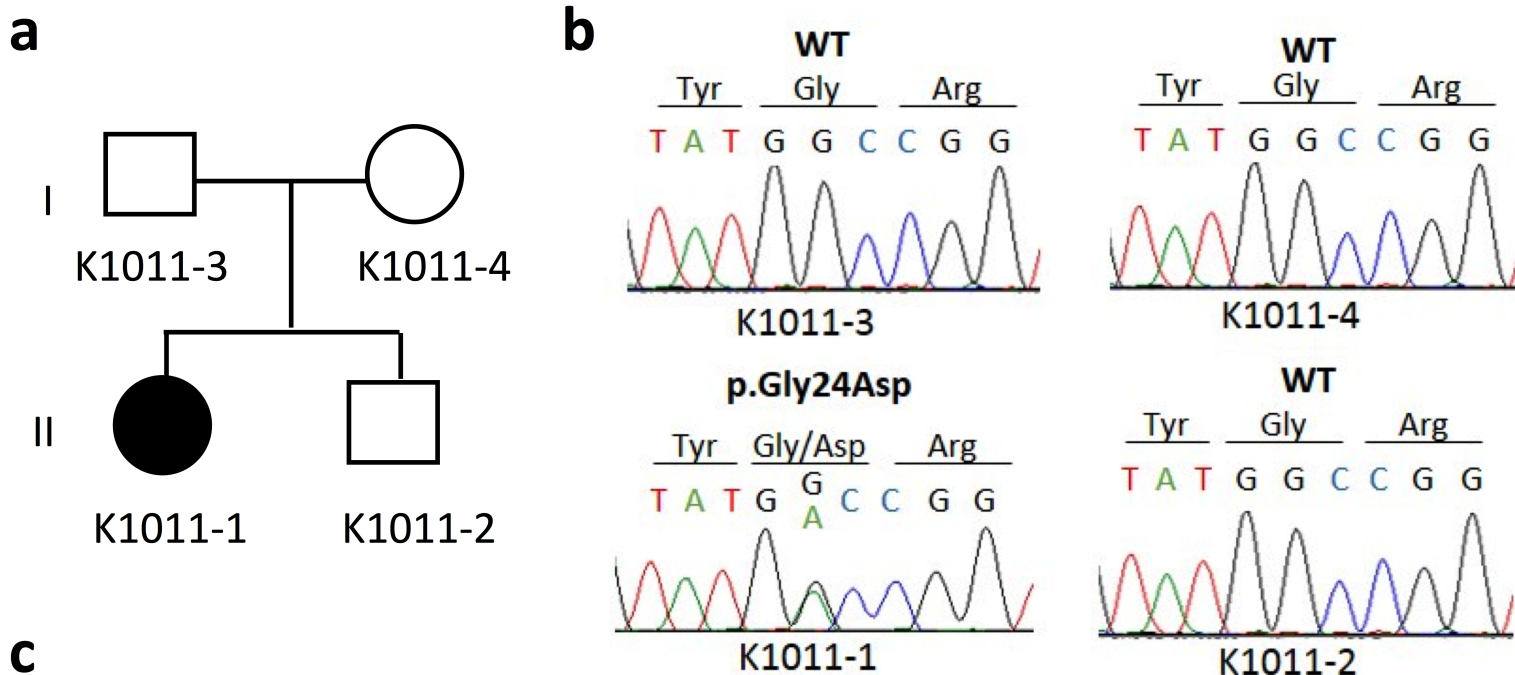 a
I
K1011-3 K1011-4
II
K1011-1 K1011-2
b
WT
Tyr Gly Arg
T A T G G C C G G
K1011-3
WT
Tyr Gly Arg
T A T G G C C G G
K1011-4
p.Gly24Asp
Tyr Gly/Asp Arg
T A T G G C C G G
A
K1011-1
WT
Tyr Gly Arg
T A T G G C C G G
K1011-2
c